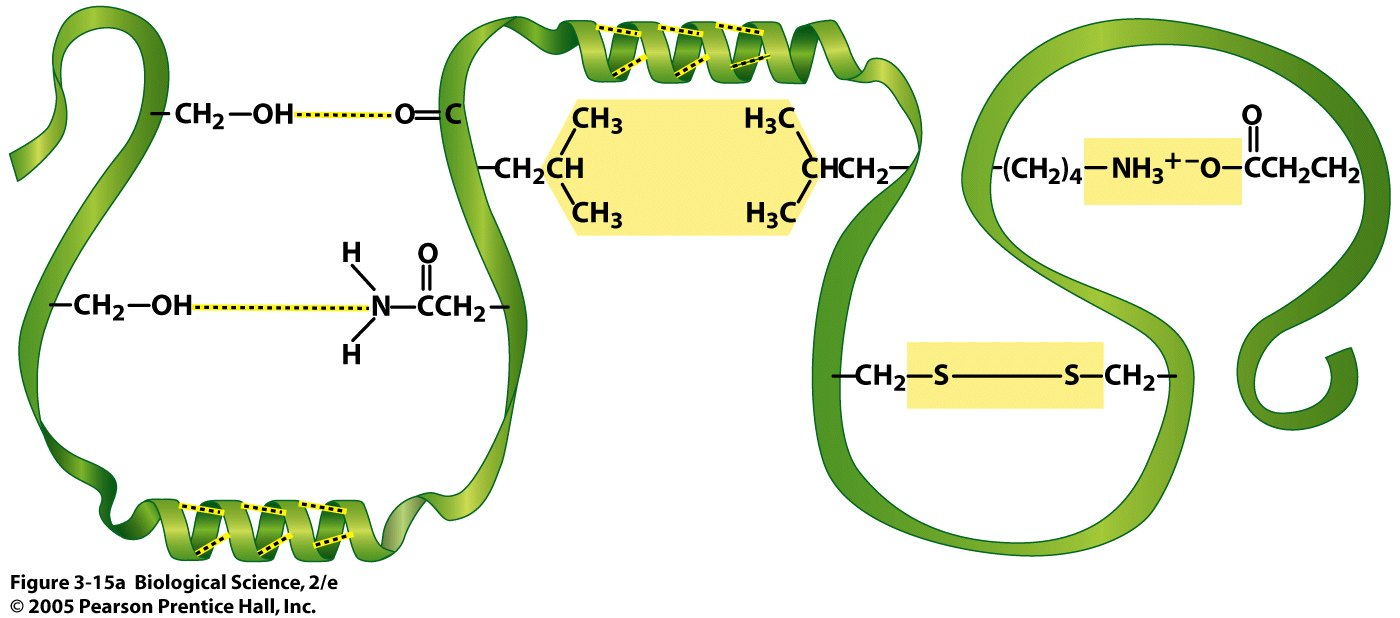 CH₂—OH O=C
CH₃ H₃C
—CH₂CH CHCH₂—
CH₃ H₃C
O
(CH₂)₄—NH₃⁺⁻O—CCH₂CH₂
H O
—CH₂—OH N—CCH₂—
H
—CH₂—S—S—CH₂—
Figure 3-15a Biological Science, 2/e
© 2005 Pearson Prentice Hall, Inc.